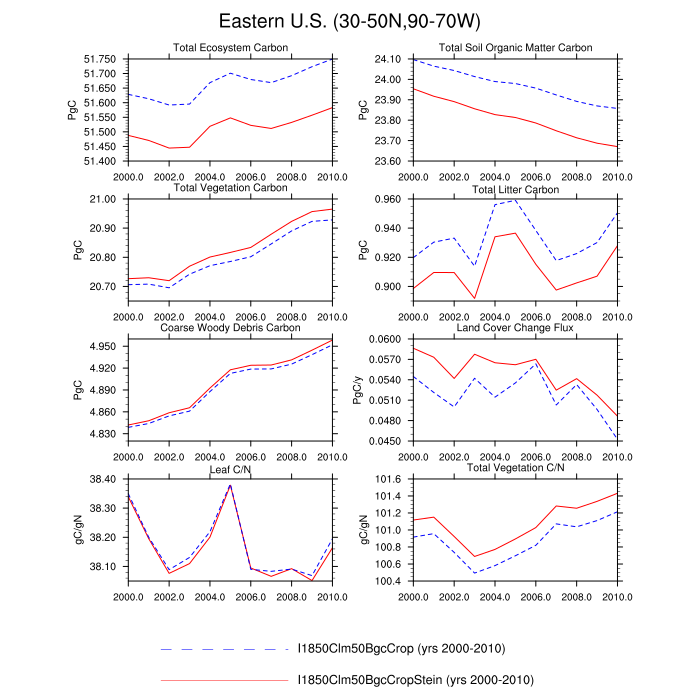 Eastern U.S. (30-50N,90-70W)
Total Ecosystem Carbon
PgC
51.750
51.700
51.650
51.600
51.550
51.500
51.450
51.400
2000.0 2002.0 2004.0 2006.0 2008.0 2010.0
Total Soil Organic Matter Carbon
PgC
24.10
24.00
23.90
23.80
23.70
23.60
2000.0 2002.0 2004.0 2006.0 2008.0 2010.0
Total Vegetation Carbon
PgC
21.00
20.90
20.80
20.70
2000.0 2002.0 2004.0 2006.0 2008.0 2010.0
Total Litter Carbon
PgC
0.960
0.940
0.920
0.900
2000.0 2002.0 2004.0 2006.0 2008.0 2010.0
Coarse Woody Debris Carbon
PgC
4.950
4.920
4.890
4.860
4.830
2000.0 2002.0 2004.0 2006.0 2008.0 2010.0
Land Cover Change Flux
PgC/y
0.0600
0.0570
0.0540
0.0510
0.0480
0.0450
2000.0 2002.0 2004.0 2006.0 2008.0 2010.0
Leaf C/N
gC/gN
38.40
38.30
38.20
38.10
2000.0 2002.0 2004.0 2006.0 2008.0 2010.0
Total Vegetation C/N
gC/gN
101.6
101.4
101.2
101.0
100.8
100.6
100.4
2000.0 2002.0 2004.0 2006.0 2008.0 2010.0
I1850Clm50BgcCrop (yrs 2000-2010)
I1850Clm50BgcCropStein (yrs 2000-2010)